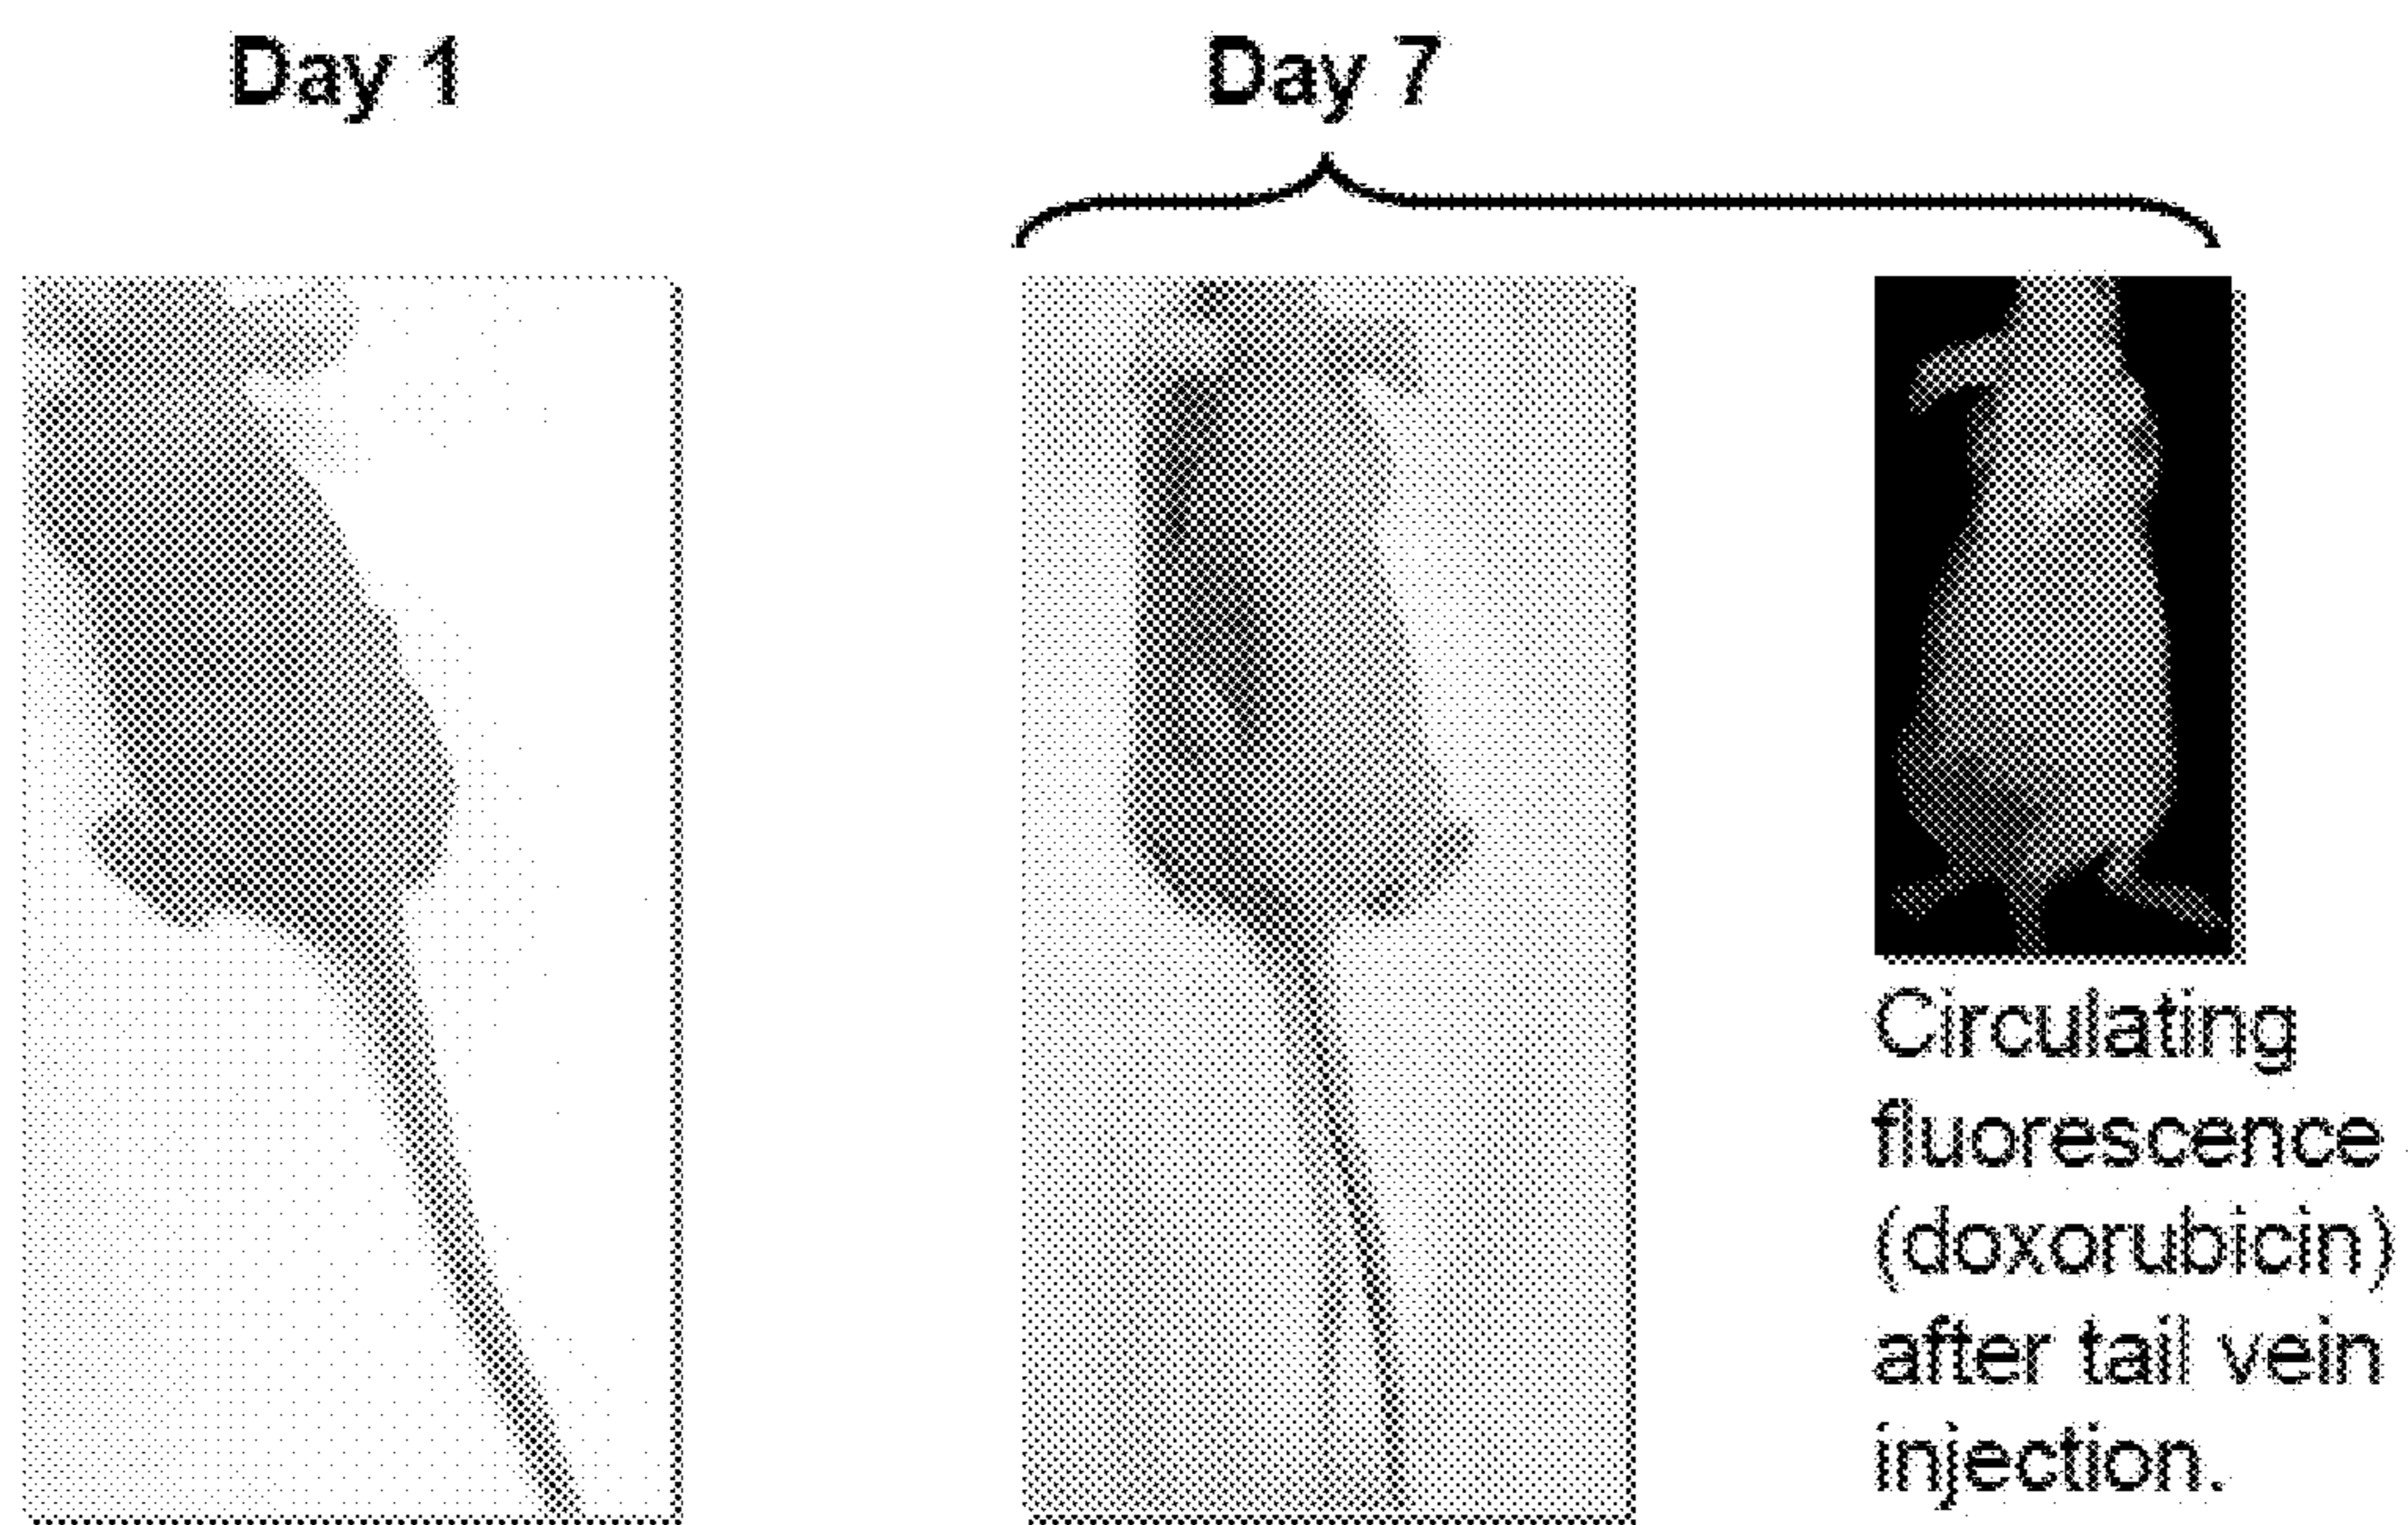 Day 1
Day 7
Circulating
fluorescence
(doxorubicin)
after tail vein
injection.